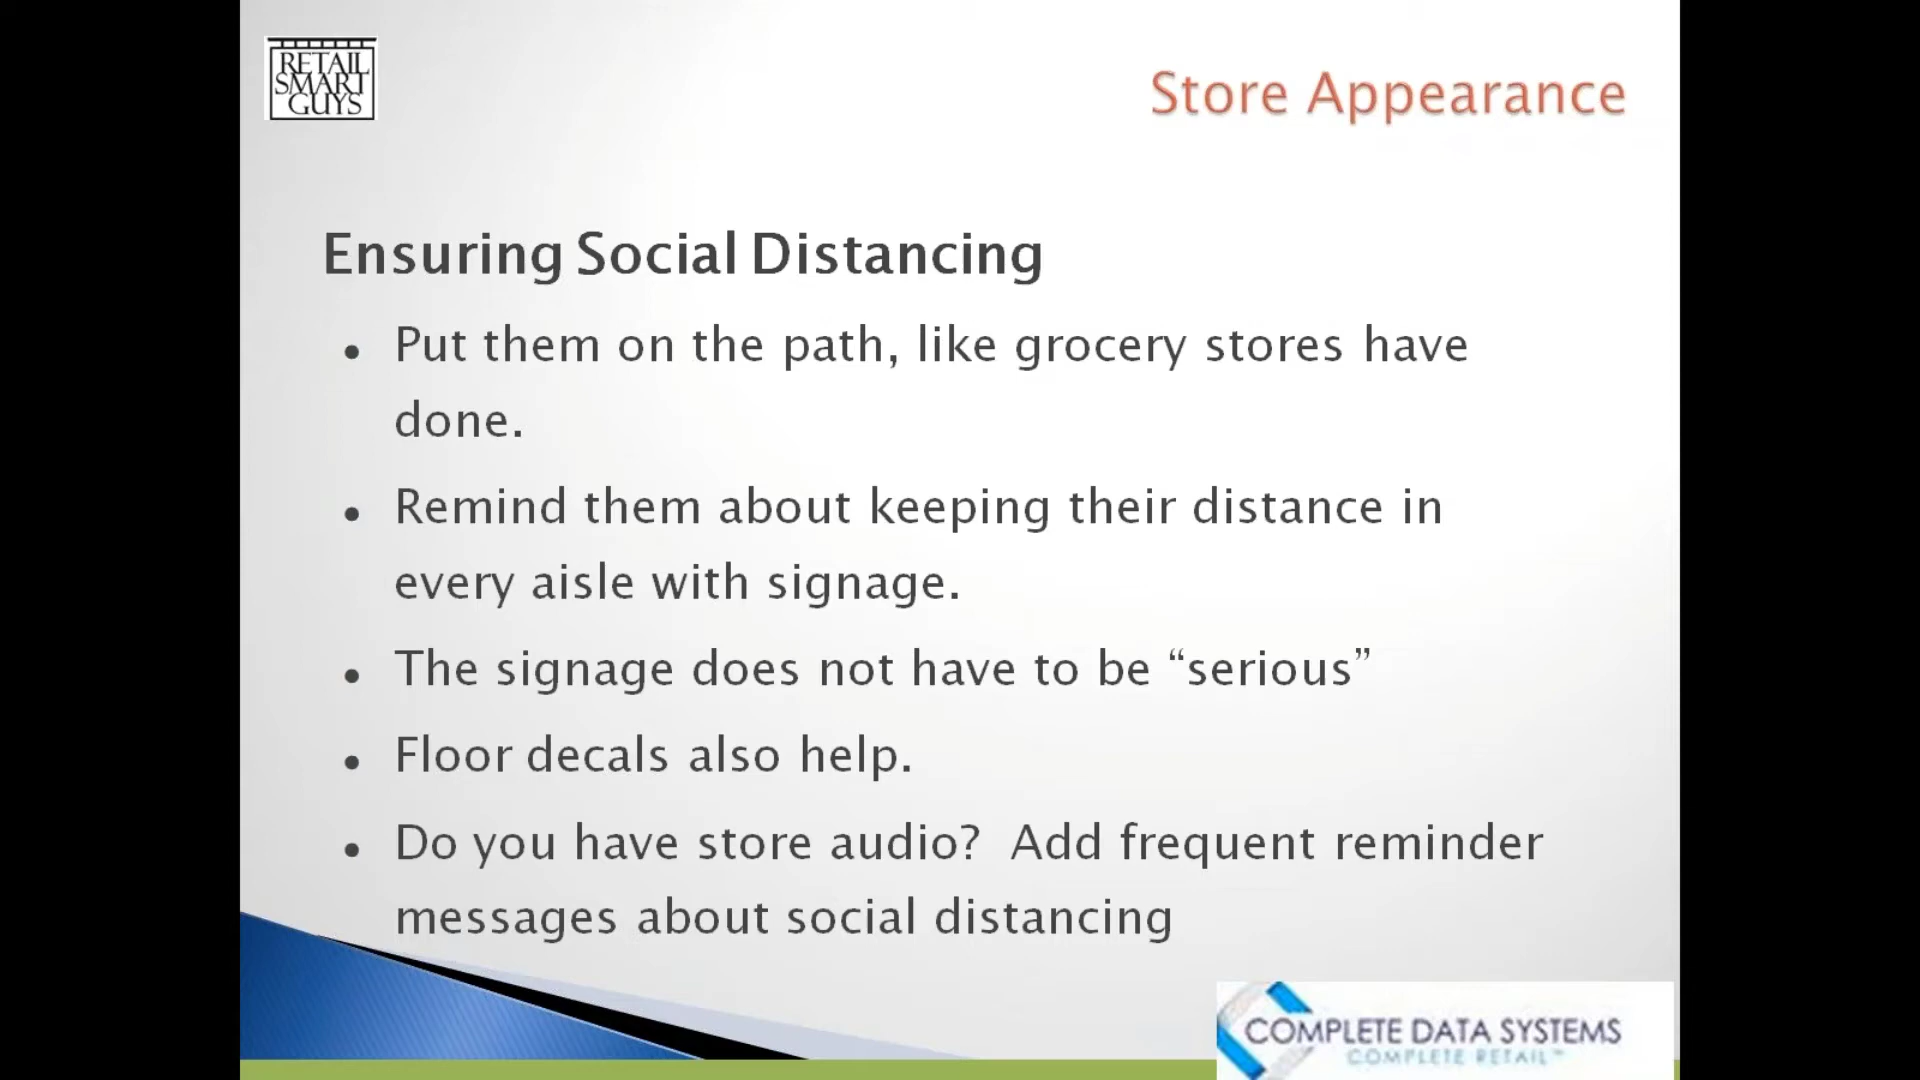 RETAIL
SMART
GUYS
Store Appearance
Ensuring Social Distancing
• Put them on the path, like grocery stores have
done.
• Remind them about keeping their distance in
every aisle with signage.
• The signage does not have to be “serious”
• Floor decals also help.
• Do you have store audio?  Add frequent reminder
messages about social distancing
COMPLETE DATA SYSTEMS
COMPLETE RETAIL™